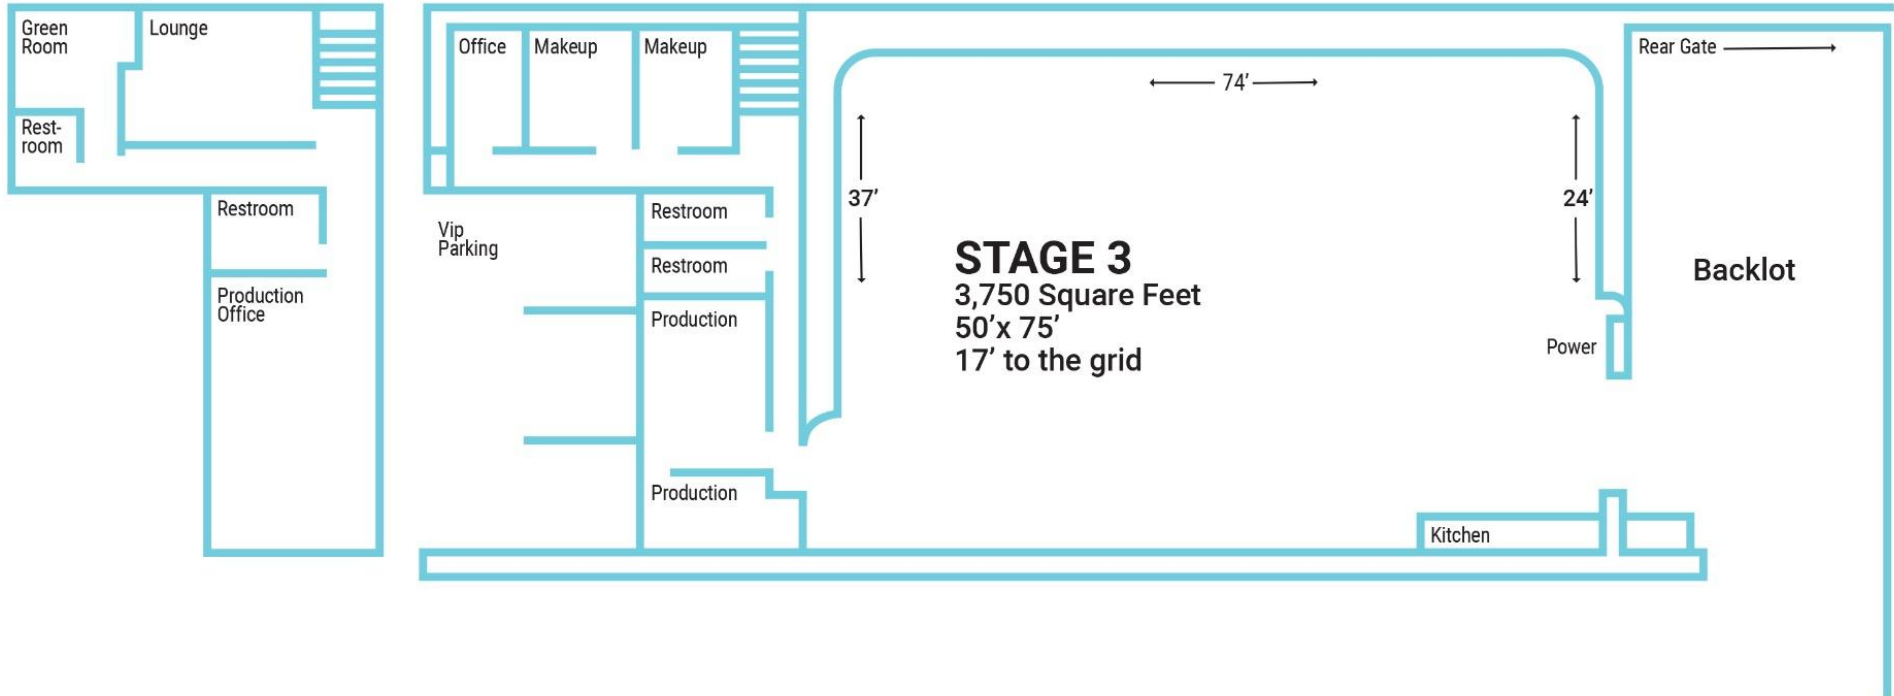 Green
Room
Lounge
Rest-
room
Restroom
Production
Office
Office
Makeup
Makeup
Vip
Parking
Restroom
Restroom
Production
Production
74’
37’
24’
STAGE 3
3,750 Square Feet
50’x 75’
17’ to the grid
Power
Kitchen
Rear Gate
Backlot